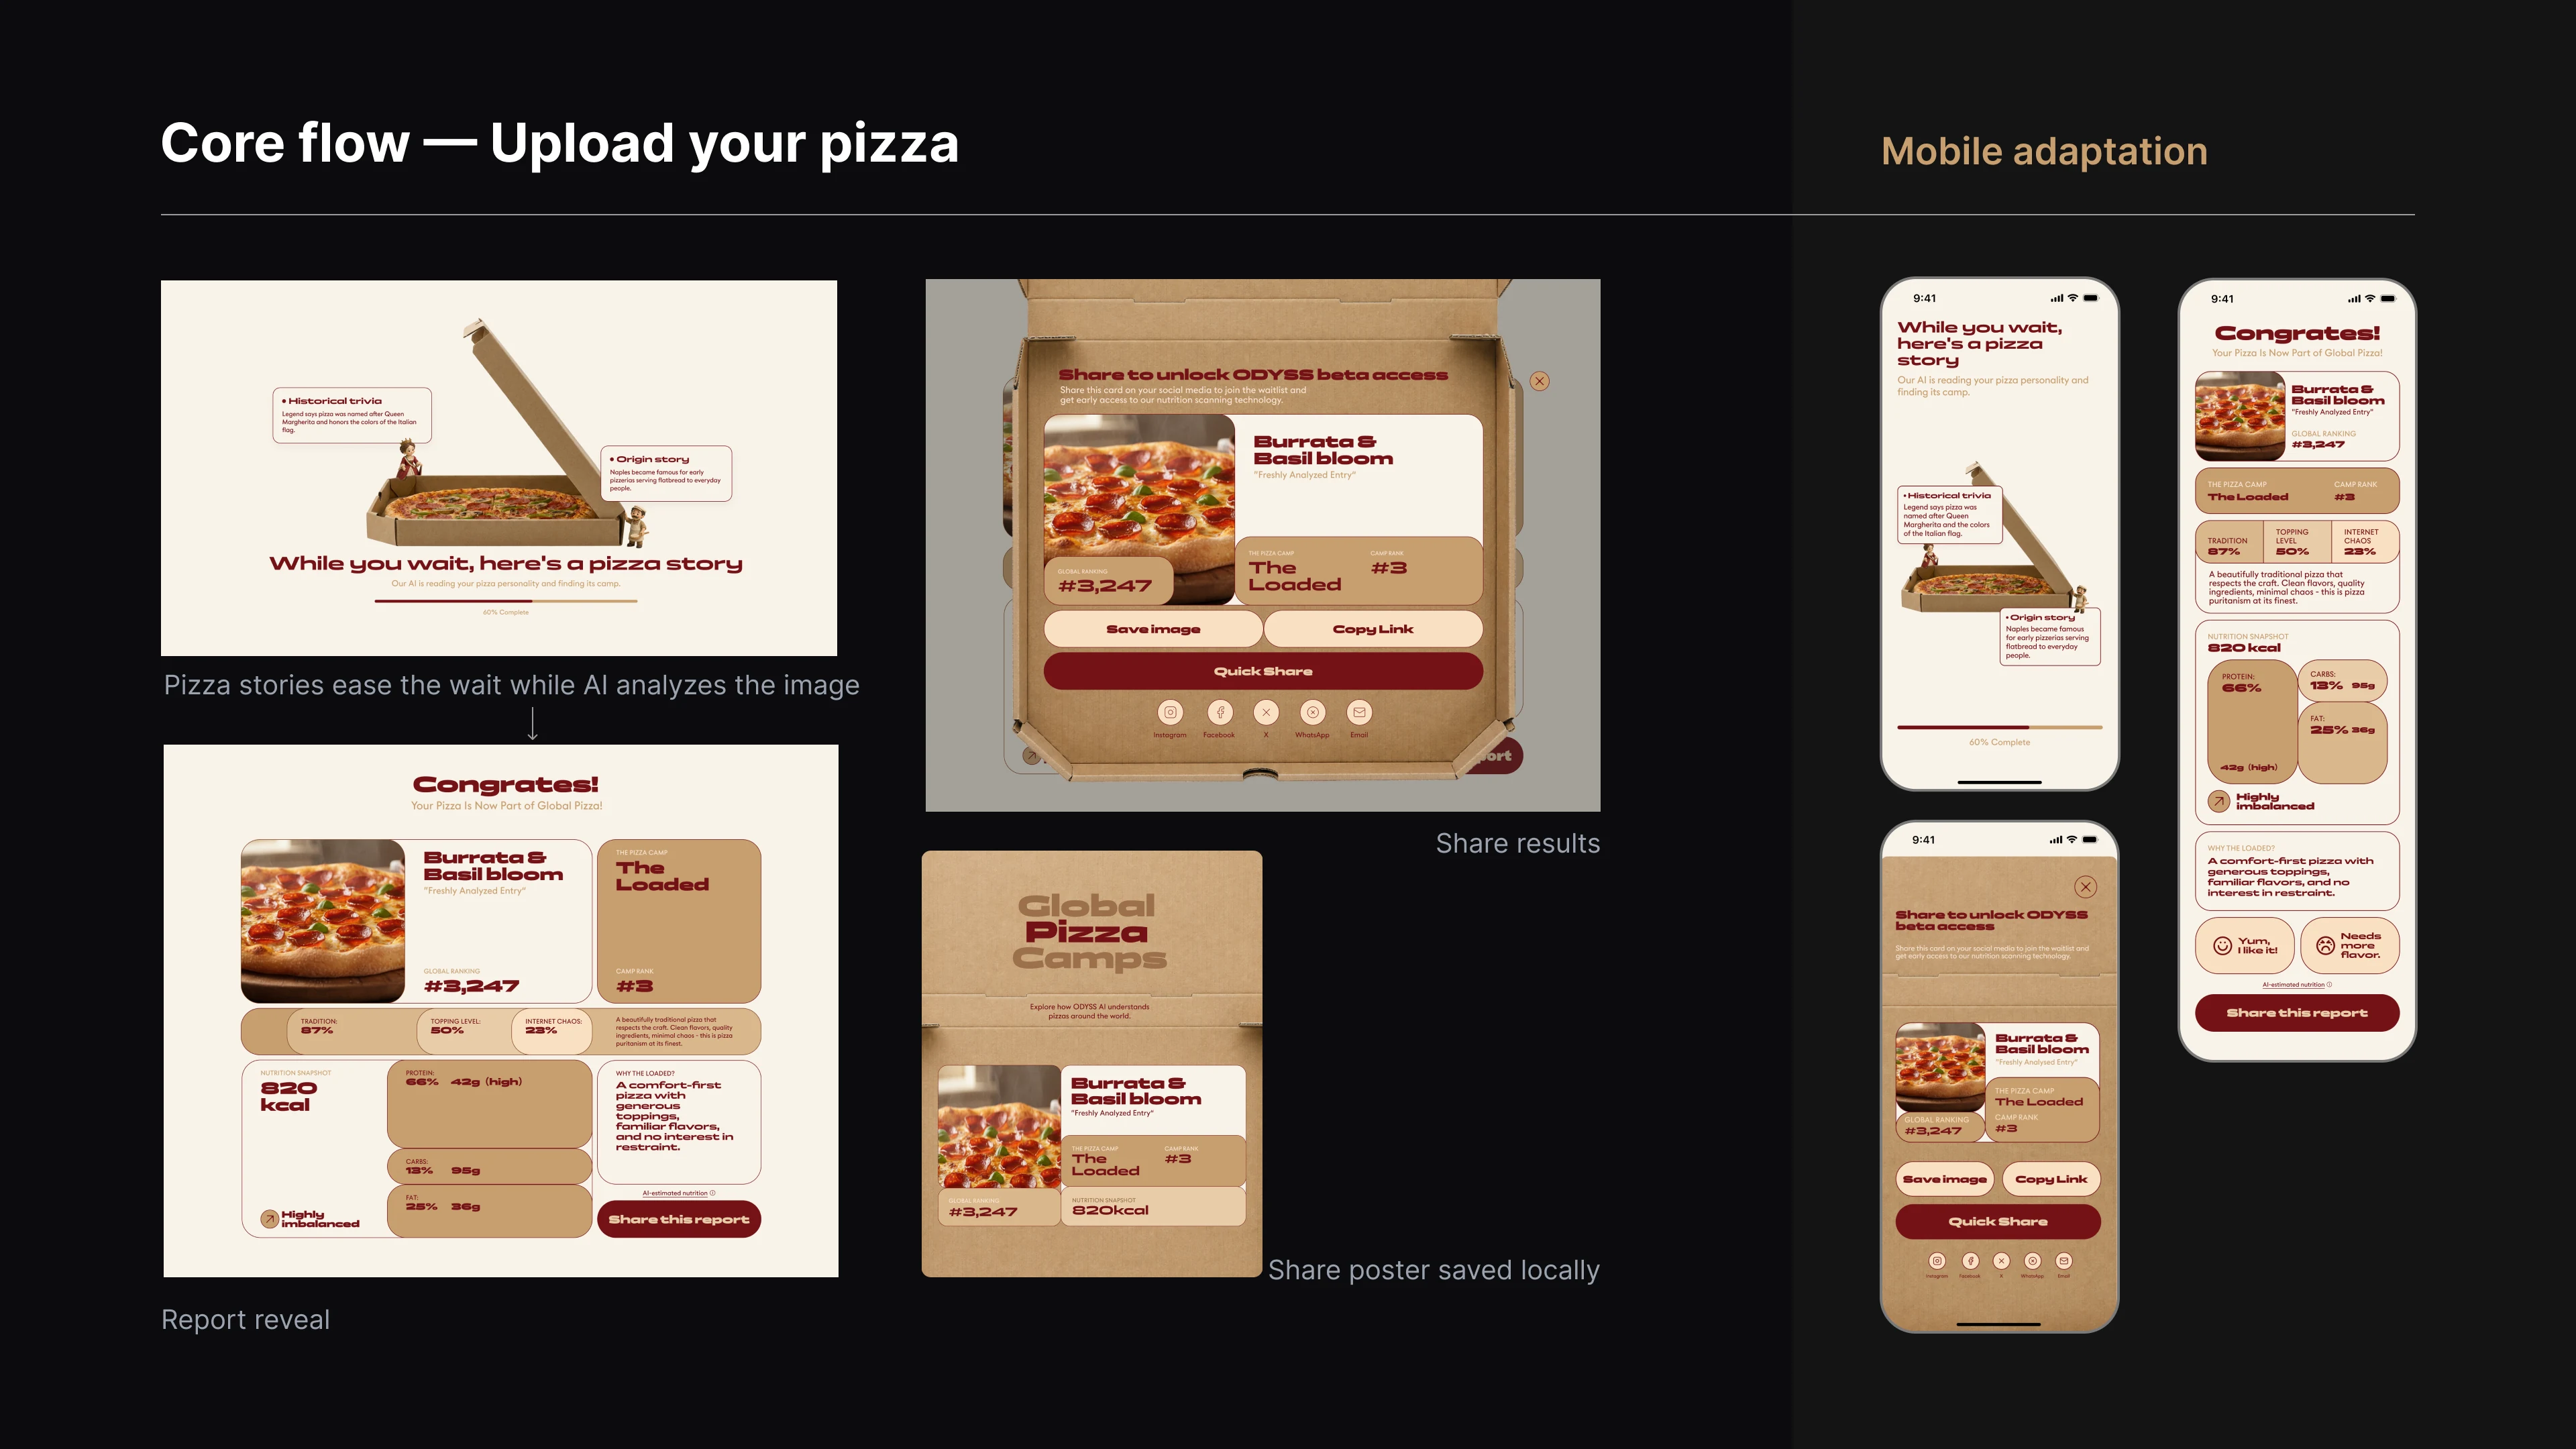 Core flow — Upload your pizza
Mobile adaptation
• Historical trivia
Legend says pizza was named after Queen
Margherita and honors the colors of the Italian
flag.
• Origin story
Naples became famous for early
pizzerias serving flatbread to everyday
people.
While you wait, here's a pizza story
Our AI is reading your pizza personality and finding its camp.
60% Complete
Pizza stories ease the wait while AI analyzes the image
Congrates!
Your Pizza Is Now Part of Global Pizza!
Burrata &
Basil bloom
"Freshly Analyzed Entry"
GLOBAL RANKING
#3,247
THE PIZZA CAMP
The
Loaded
CAMP RANK
#3
TRADITION:
87%
TOPPING LEVEL:
50%
INTERNET CHAOS:
23%
A beautifully traditional pizza that
respects the craft. Clean flavors, quality
ingredients, minimal chaos - this is pizza
puritanism at its finest.
NUTRITION SNAPSHOT
820
kcal
Highly
imbalanced
PROTEIN:
66% 42g (high)
CARBS:
13% 95g
FAT:
25% 36g
WHY THE LOADED?
A comfort-first
pizza with
generous
toppings,
familiar flavors,
and no interest in
restraint.
AI-estimated nutrition
Share this report
Report reveal
Share to unlock ODYSS beta access
Share this card on your social media to join the waitlist and
get early access to our nutrition scanning technology.
Burrata &
Basil bloom
"Freshly Analyzed Entry"
GLOBAL RANKING
#3,247
THE PIZZA CAMP
The
Loaded
CAMP RANK
#3
Save image
Copy Link
Quick Share
Instagram
Facebook
X
WhatsApp
Email
port
Share results
Global
Pizza
Camps
Explore how ODYSS AI understands
pizzas around the world.
Burrata &
Basil bloom
"Freshly Analyzed Entry"
THE PIZZA CAMP
The
Loaded
CAMP RANK
#3
GLOBAL RANKING
#3,247
NUTRITION SNAPSHOT
820kcal
Share poster saved locally
9:41
While you wait,
here's a pizza
story
Our AI is reading your pizza personality and
finding its camp.
• Historical trivia
Legend says pizza was
named after Queen
Margherita and the colors
of the Italian flag.
• Origin story
Naples became famous
for early pizzerias serving
flatbread to everyday
people.
60% Complete
9:41
Share to unlock ODYSS
beta access
Share this card on your social media to join the waitlist and
get early access to our nutrition scanning technology.
Burrata &
Basil bloom
"Freshly Analysed Entry"
THE PIZZA CAMP
The Loaded
CAMP RANK
#3
GLOBAL RANKING
#3,247
Save image
Copy Link
Quick Share
Instagram
Facebook
X
WhatsApp
Email
9:41
Congrates!
Your Pizza Is Now Part of Global Pizza!
Burrata &
Basil bloom
"Freshly Analyzed Entry"
GLOBAL RANKING
#3,247
THE PIZZA CAMP
The Loaded
CAMP RANK
#3
TRADITION
87%
TOPPING
LEVEL
50%
INTERNET
CHAOS
23%
A beautifully traditional pizza that
respects the craft. Clean flavors, quality
ingredients, minimal chaos - this is pizza
puritanism at its finest.
NUTRITION SNAPSHOT
820 kcal
PROTEIN:
66%
42g (high)
CARBS:
13% 95g
FAT:
25% 36g
Highly
imbalanced
WHY THE LOADED?
A comfort-first pizza with
generous toppings,
familiar flavors, and no
interest in restraint.
Yum,
I like it!
Needs
more
flavor.
AI-estimated nutrition
Share this report